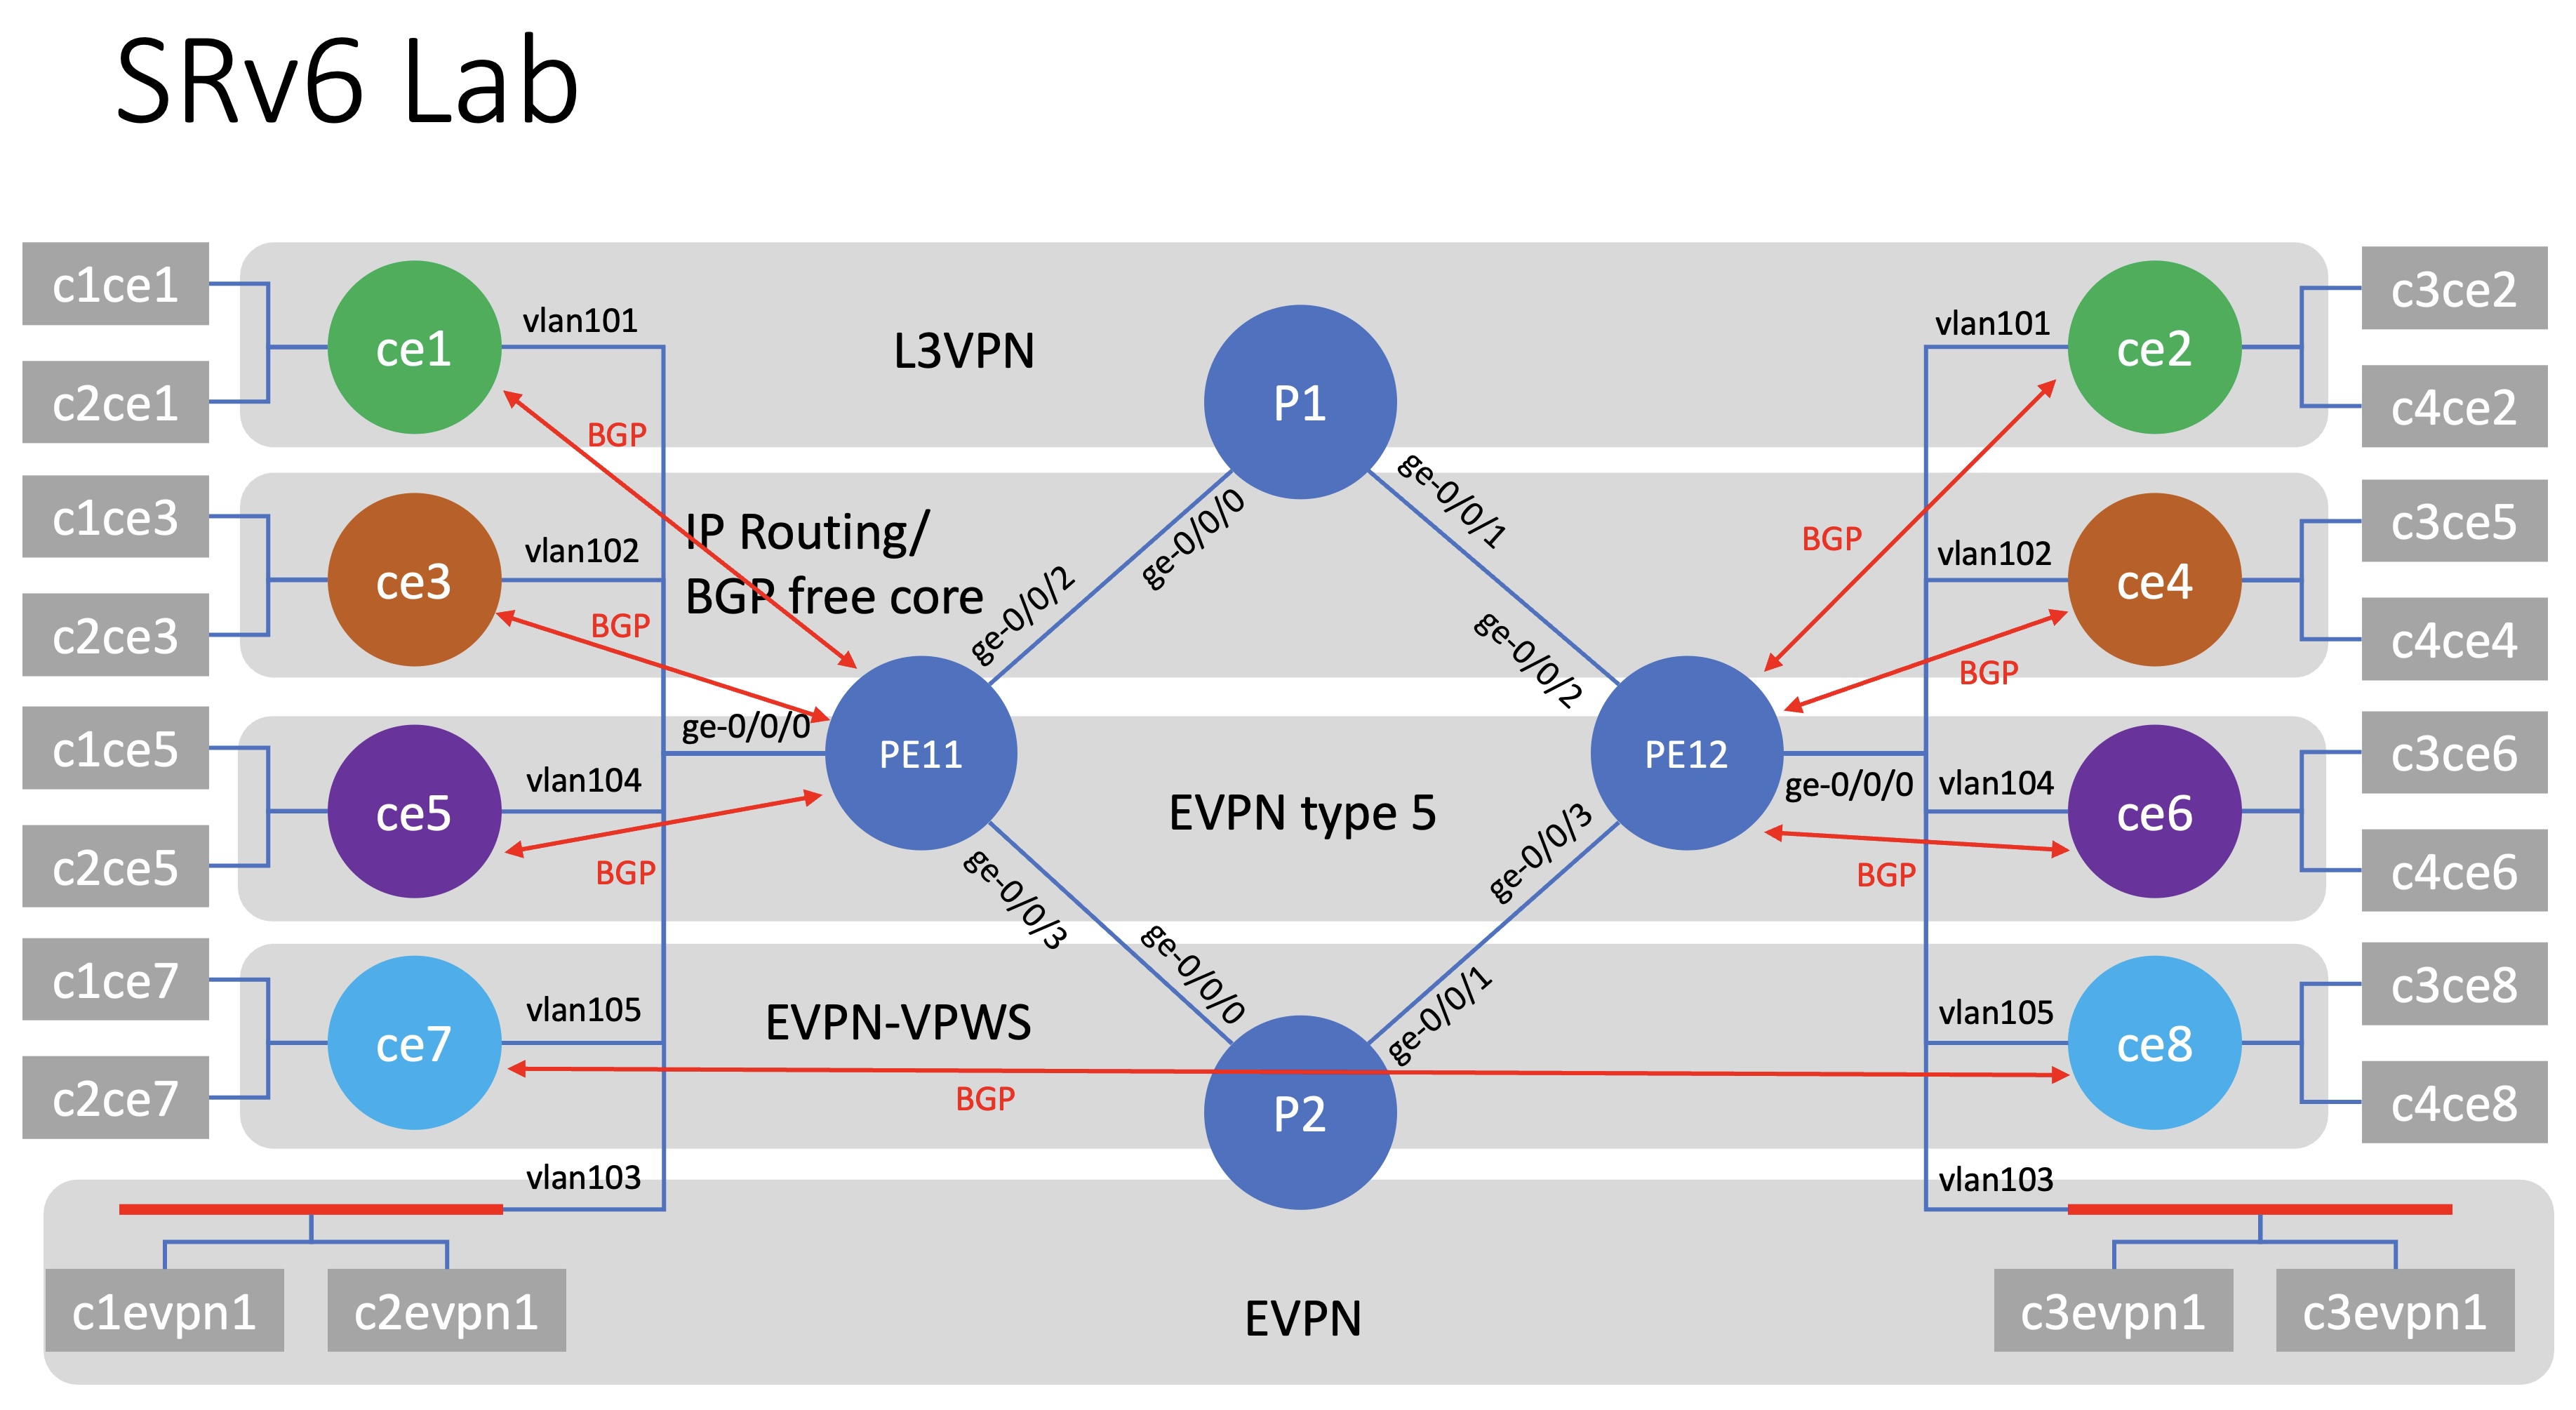 SRv6 Lab
c1ce1
c2ce1
ce1
vlan101
BGP
L3VPN
P1
vlan101
ce2
c3ce2
c4ce2
BGP
c1ce3
c2ce3
ce3
vlan102
BGP
IP Routing/
BGP free core
ge-0/0/2
ge-0/0/0
ge-0/0/1
ge-0/0/2
vlan102
ce4
BGP
c3ce5
c4ce4
c1ce5
c2ce5
ce5
vlan104
BGP
ge-0/0/0
PE11
EVPN type 5
PE12
ge-0/0/0
vlan104
ce6
BGP
c3ce6
c4ce6
ge-0/0/3
ge-0/0/0
ge-0/0/3
ge-0/0/1
c1ce7
c2ce7
ce7
vlan105
EVPN-VPWS
BGP
P2
vlan105
ce8
c3ce8
c4ce8
vlan103
vlan103
c1evpn1
c2evpn1
EVPN
c3evpn1
c3evpn1